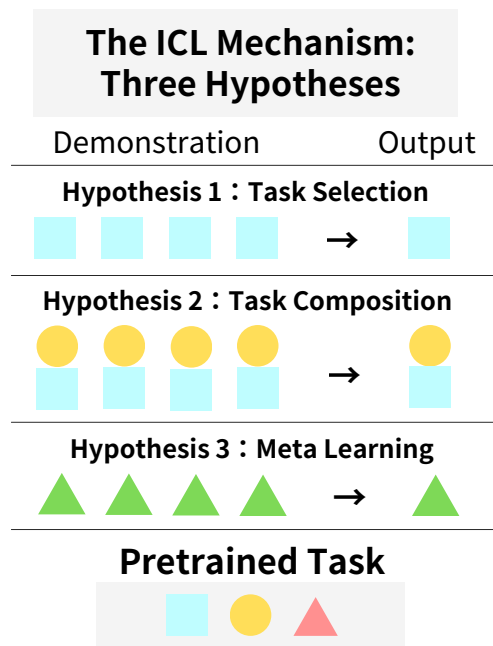 The ICL Mechanism:
Three Hypotheses
Demonstration Output
Hypothesis 1：Task Selection
→
Hypothesis 2：Task Composition
→
Hypothesis 3：Meta Learning
→
Pretrained Task